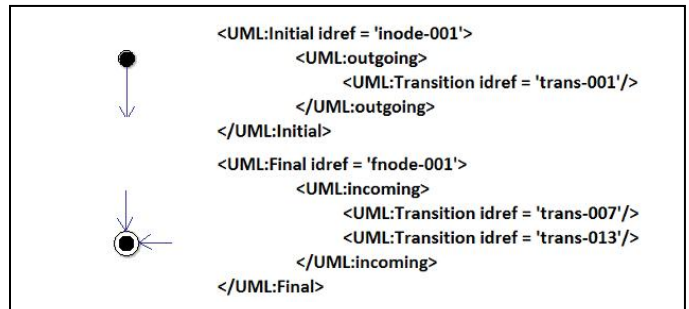 <UML:Initial idref = 'inode-001'>
<UML:outgoing>
<UML:Transition idref = 'trans-001'/>
</UML:outgoing>
</UML:Initial>
<UML:Final idref = 'fnode-001'>
<UML:incoming>
<UML:Transition idref = 'trans-007'/>
<UML:Transition idref = 'trans-013'/>
</UML:incoming>
</UML:Final>